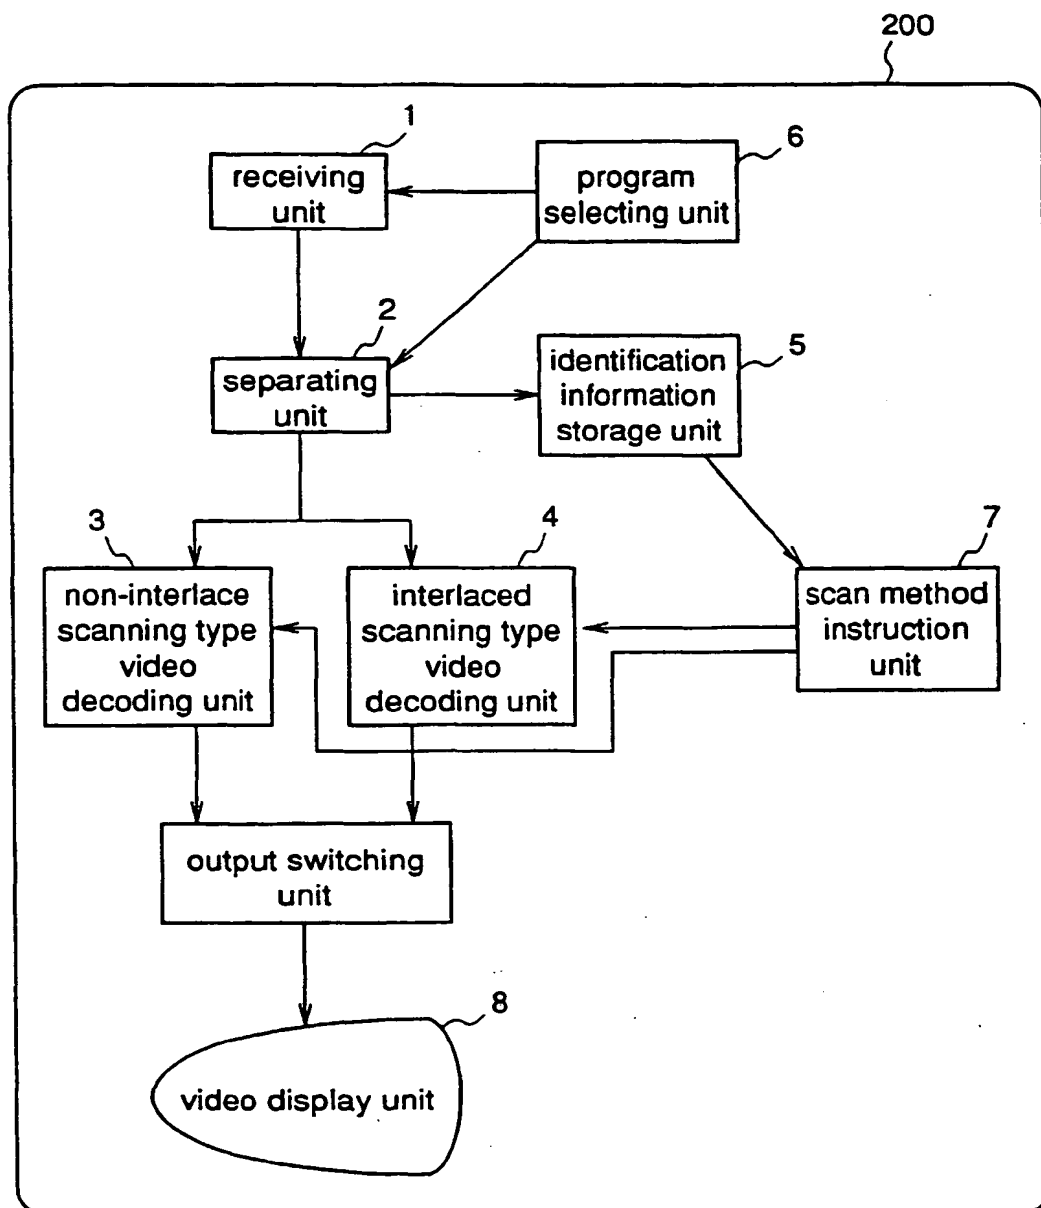 200
1
receiving
unit
6
program
selecting unit
2
separating
unit
5
identification
information
storage unit
3
non-interlace
scanning type
video
decoding unit
4
interlaced
scanning type
video
decoding unit
7
scan method
instruction
unit
output switching
unit
8
video display unit